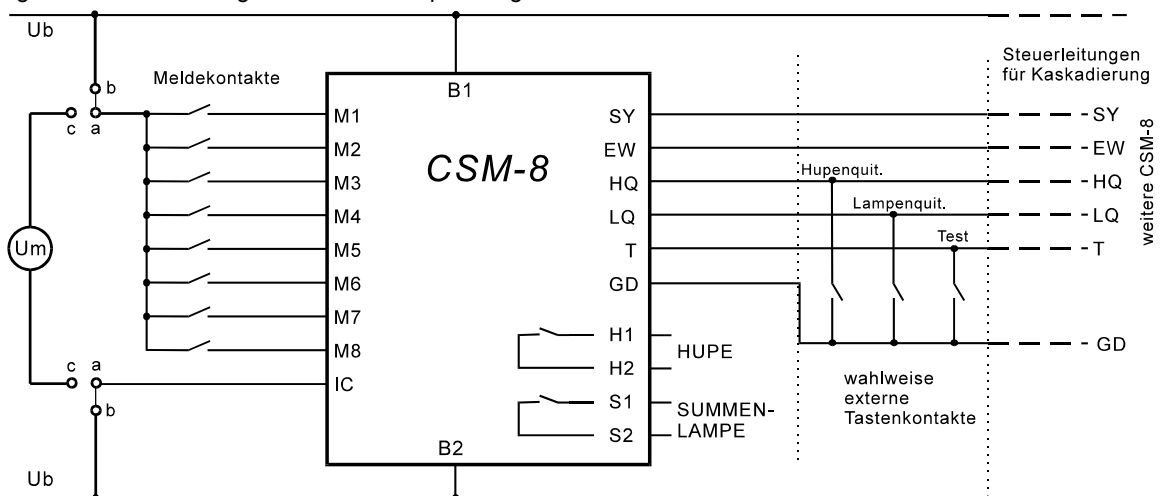 Ub
b
c a
Um
c a
b
Ub
Meldekontakte
B1
CSM-8
M1
M2
M3
M4
M5
M6
M7
M8
IC
SY
EW
HQ
LQ
T
GD
H1
H2
S1
S2
B2
HUPE
SUMMEN-
LAMPE
Hupenquit.
Lampenquit.
Test
wahlweise
externe
Tastenkontakte
Steuerleitungen
für Kaskadierung
SY
EW
HQ
LQ
T
GD
weitere CSM-8